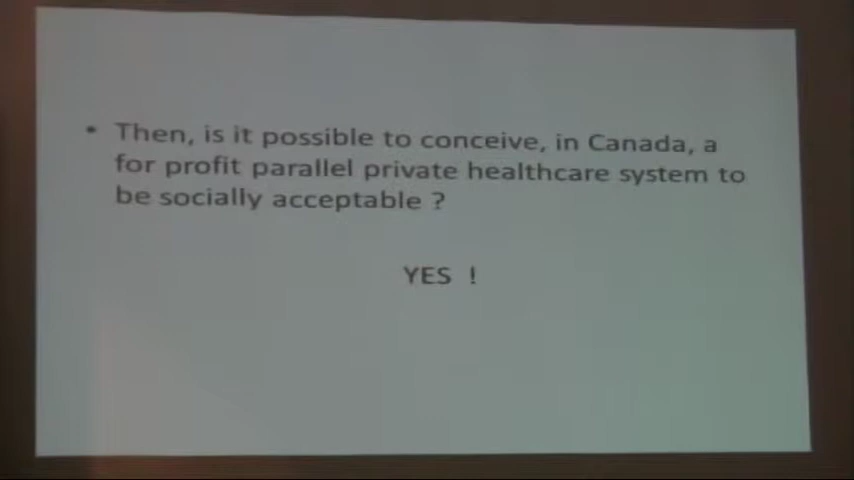 • Then, is it possible to conceive, in Canada, a
for profit parallel private healthcare system to
be socially acceptable ?
YES !